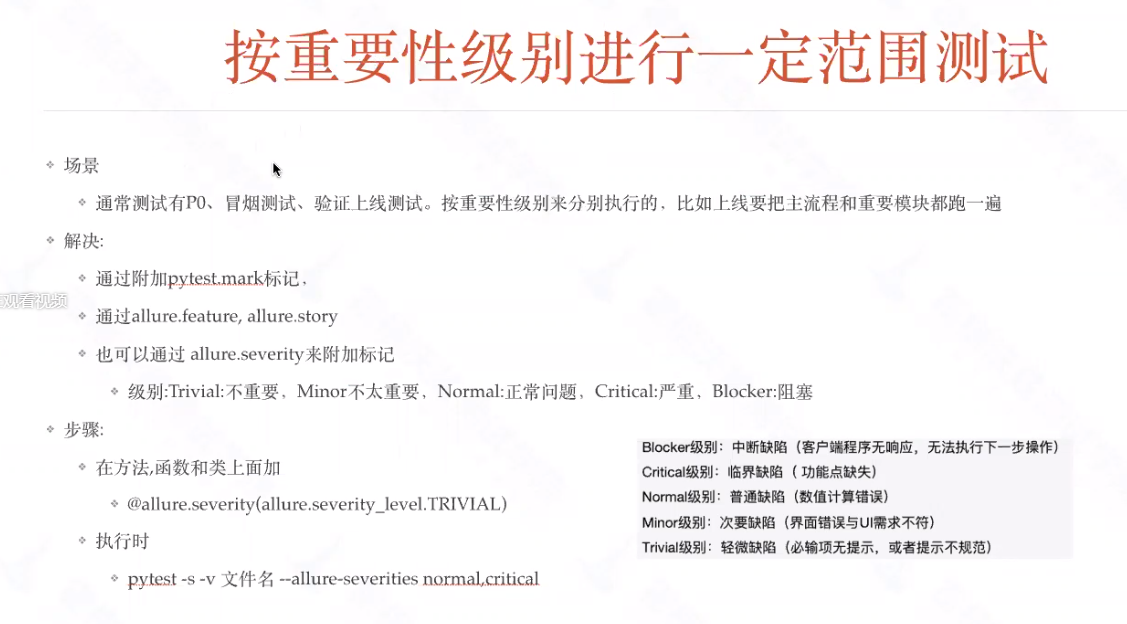 按重要性级别进行一定范围测试
场景
通常测试有P0、冒烟测试、验证上线测试。按重要性级别来分别执行的，比如上线要把主流程和重要模块都跑一遍
解决:
通过附加pytest.mark标记，
通过allure.feature, allure.story
也可以通过 allure.severity来附加标记
级别:Trivial:不重要，Minor不太重要，Normal:正常问题，Critical:严重，Blocker:阻塞
步骤:
在方法,函数和类上面加
@allure.severity(allure.severity_level.TRIVIAL)
执行时
pytest -s -v 文件名 --allure-severities normal,critical
Blocker级别：中断缺陷（客户端程序无响应，无法执行下一步操作）
Critical级别：临界缺陷（ 功能点缺失）
Normal级别：普通缺陷（数值计算错误）
Minor级别：次要缺陷（界面错误与UI需求不符）
Trivial级别：轻微缺陷（必输项无提示，或者提示不规范）
观看视频